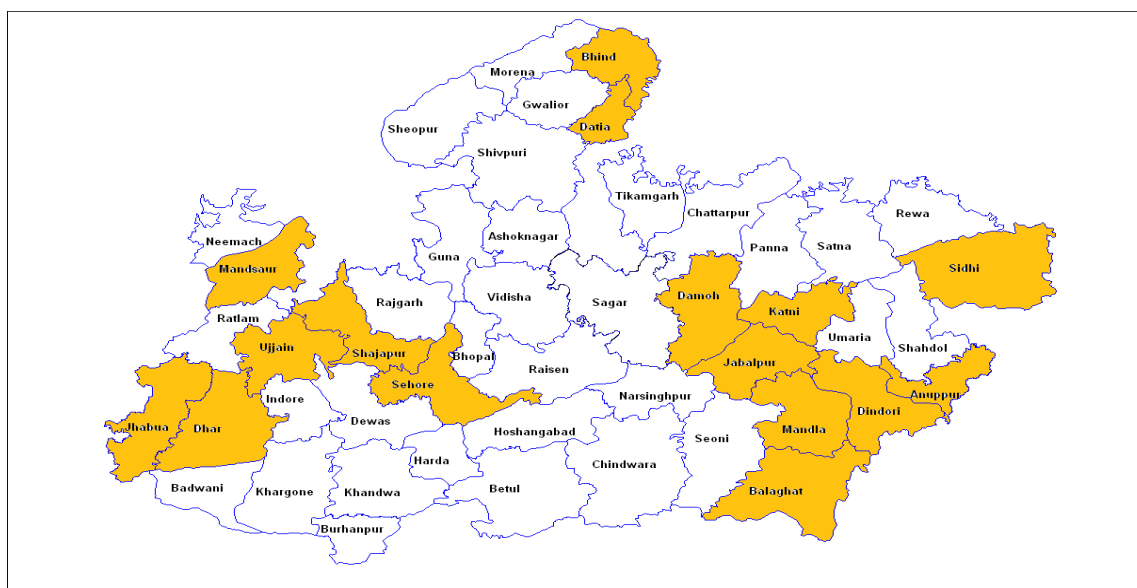 Bhind
Morena
Gwalior
Datia
Sheopur
Shivpuri
Tikamgarh
Chattarpur
Rewa
Neemach
Ashoknagar
Panna
Satna
Guna
Mandsaur
Sidhi
Rajgarh
Vidisha
Sagar
Damoh
Katni
Ratlam
Umaria
Ujjain
Shajapur
Bhopal
Shahdol
Raisen
Jabalpur
Sehore
Anuppur
Indore
Narsinghpur
Dindori
Jhabua
Dhar
Dewas
Hoshangabad
Mandla
Seoni
Harda
Chindwara
Badwani
Khargone
Khandwa
Betul
Balaghat
Burhanpur